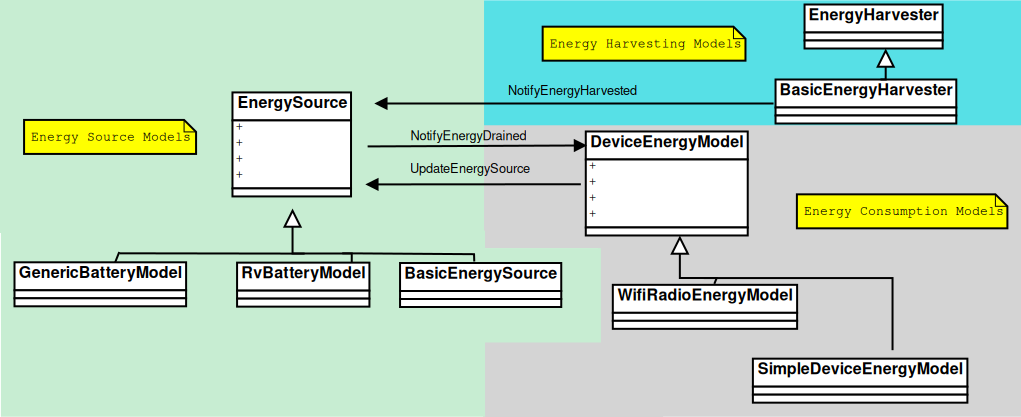 EnergyHarvester
Energy Harvesting Models
NotifyEnergyHarvested
BasicEnergyHarvester
EnergySource
+
+
+
+
Energy Source Models
NotifyEnergyDrained
UpdateEnergySource
DeviceEnergyModel
+
+
+
+
Energy Consumption Models
GenericBatteryModel
RvBatteryModel
BasicEnergySource
WifiRadioEnergyModel
SimpleDeviceEnergyModel